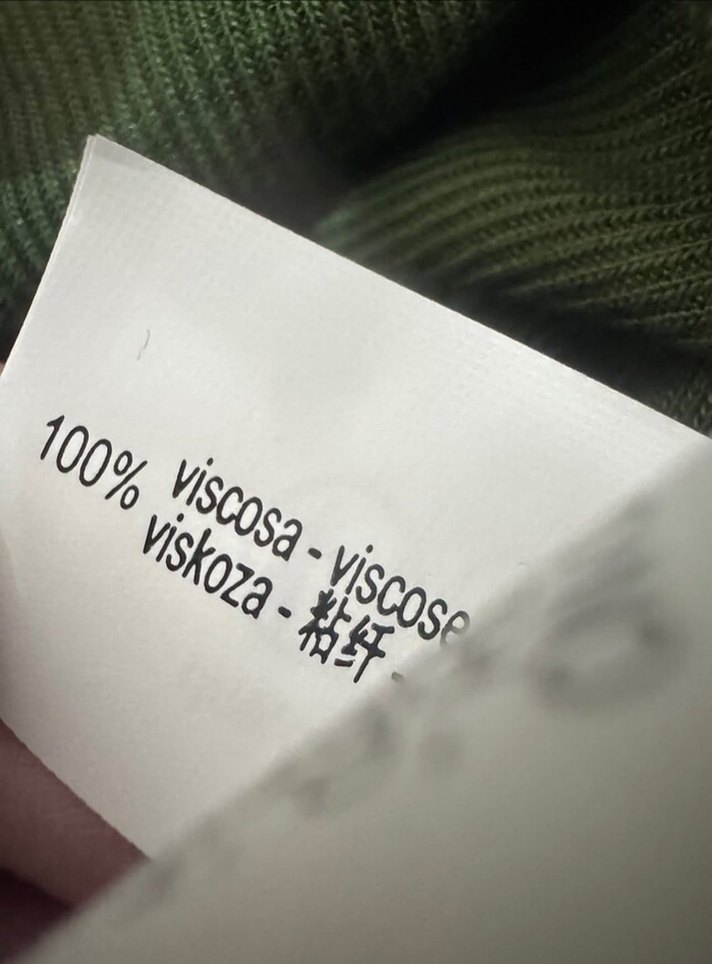 100% viscosa - viscose
viskoza - 粘纤 -